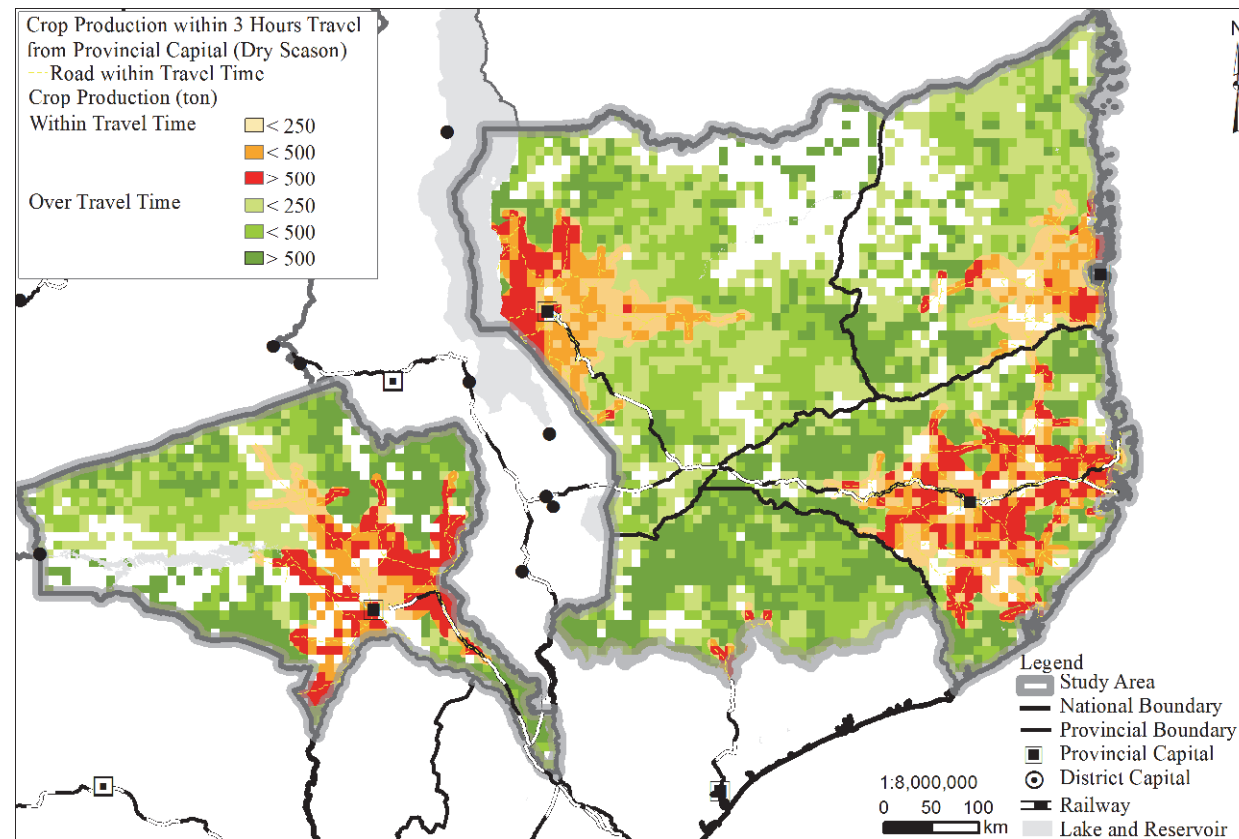 Crop Production within 3 Hours Travel
from Provincial Capital (Dry Season)
Road within Travel Time
Crop Production (ton)
Within Travel Time
< 250
< 500
> 500
Over Travel Time
< 250
< 500
> 500
N
Legend
Study Area
National Boundary
Provincial Boundary
Provincial Capital
District Capital
Railway
Lake and Reservoir
1:8,000,000
0 50 100
km